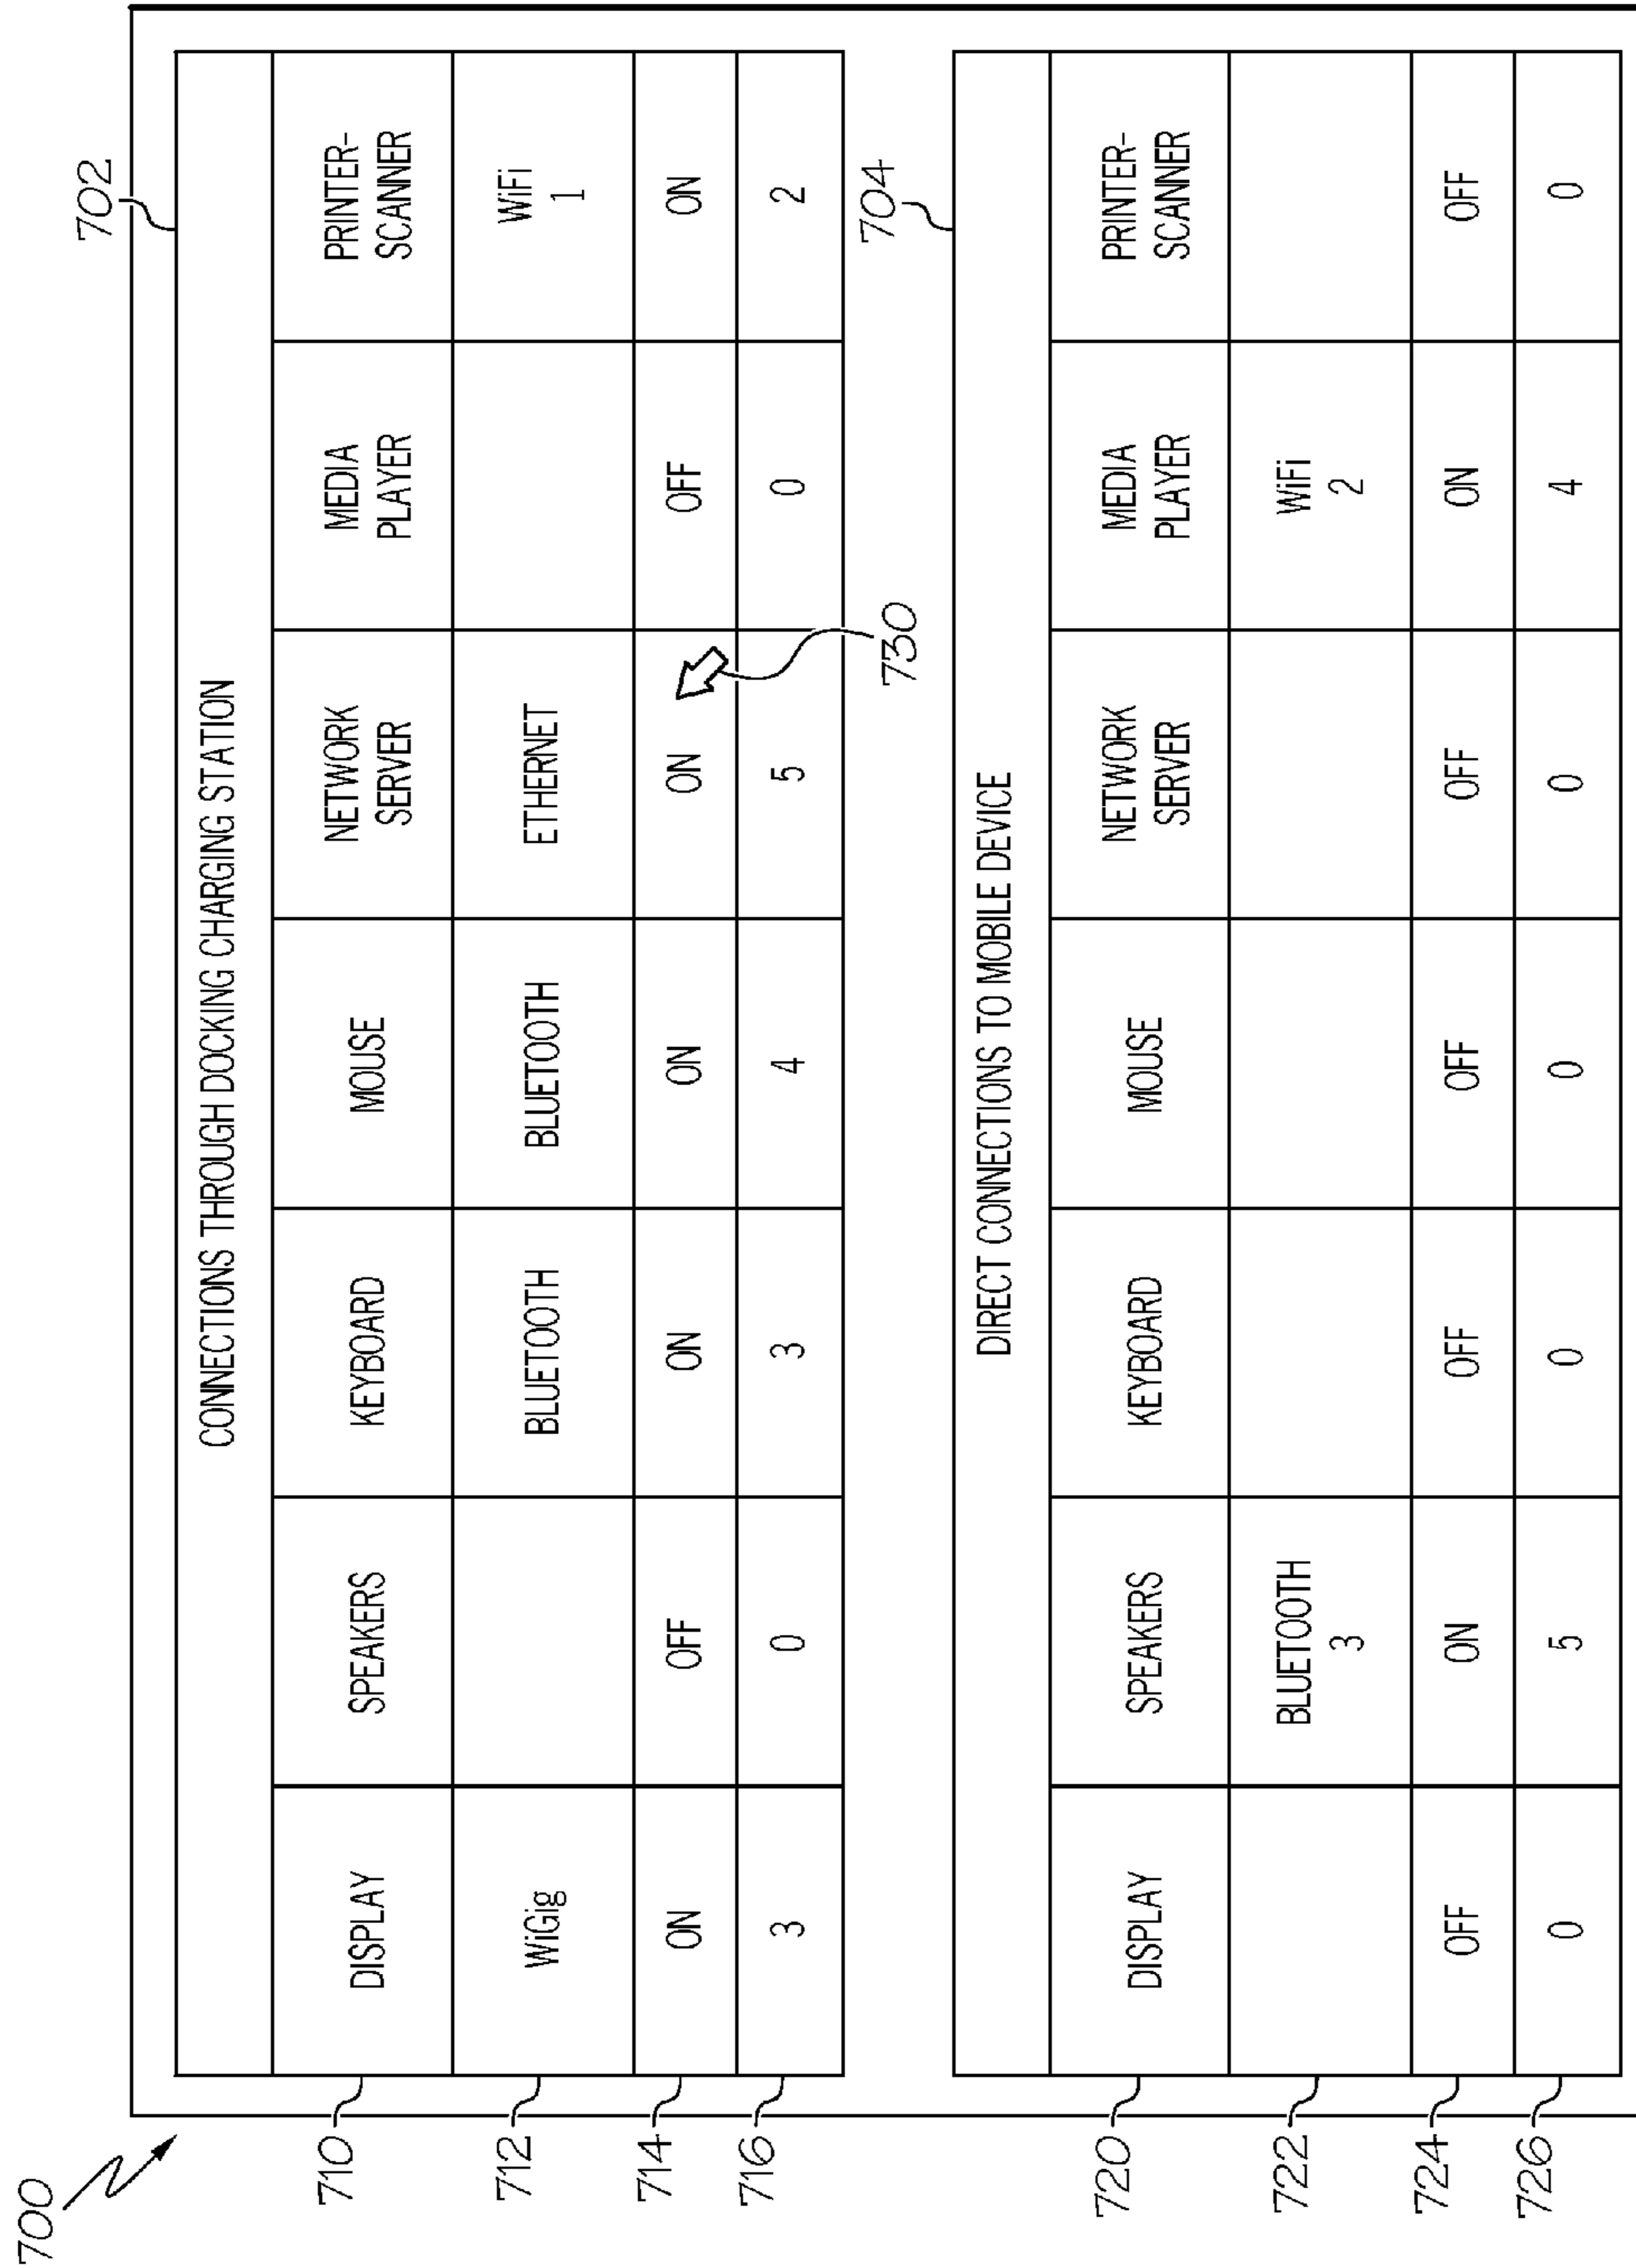 700
702
CONNECTIONS THROUGH DOCKING CHARGING STATION
710 DISPLAY SPEAKERS KEYBOARD MOUSE NETWORK SERVER MEDIA PLAYER PRINTER-SCANNER
712 WiGig BLUETOOTH BLUETOOTH ETHERNET WiFi 1
714 ON OFF ON ON ON OFF ON
716 3 0 3 4 5 0 2
730
704
DIRECT CONNECTIONS TO MOBILE DEVICE
720 DISPLAY SPEAKERS KEYBOARD MOUSE NETWORK SERVER MEDIA PLAYER PRINTER-SCANNER
722 BLUETOOTH 3 WiFi 2
724 OFF ON OFF OFF OFF ON OFF
726 0 5 0 0 0 4 0